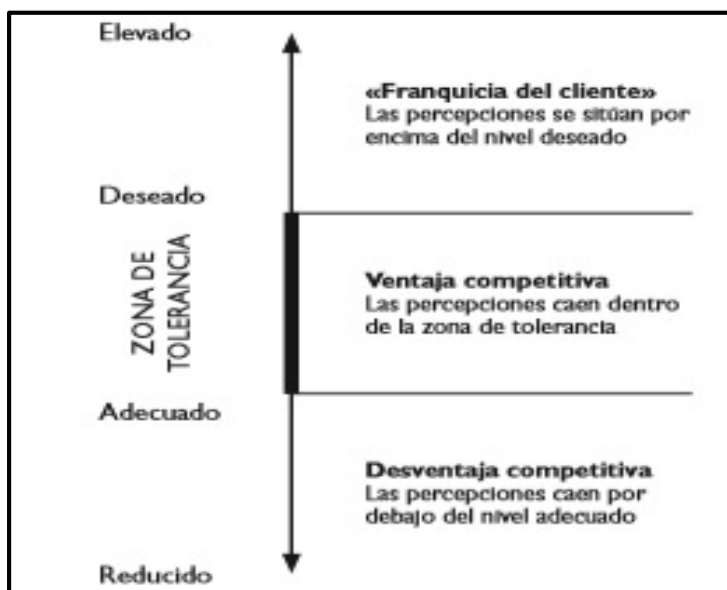 Elevado
«Franquicia del cliente»
Las percepciones se sitúan por
encima del nivel deseado
Deseado
ZONA DE
TOLERANCIA
Ventaja competitiva
Las percepciones caen dentro
de la zona de tolerancia
Adecuado
Desventaja competitiva
Las percepciones caen por
debajo del nivel adecuado
Reducido